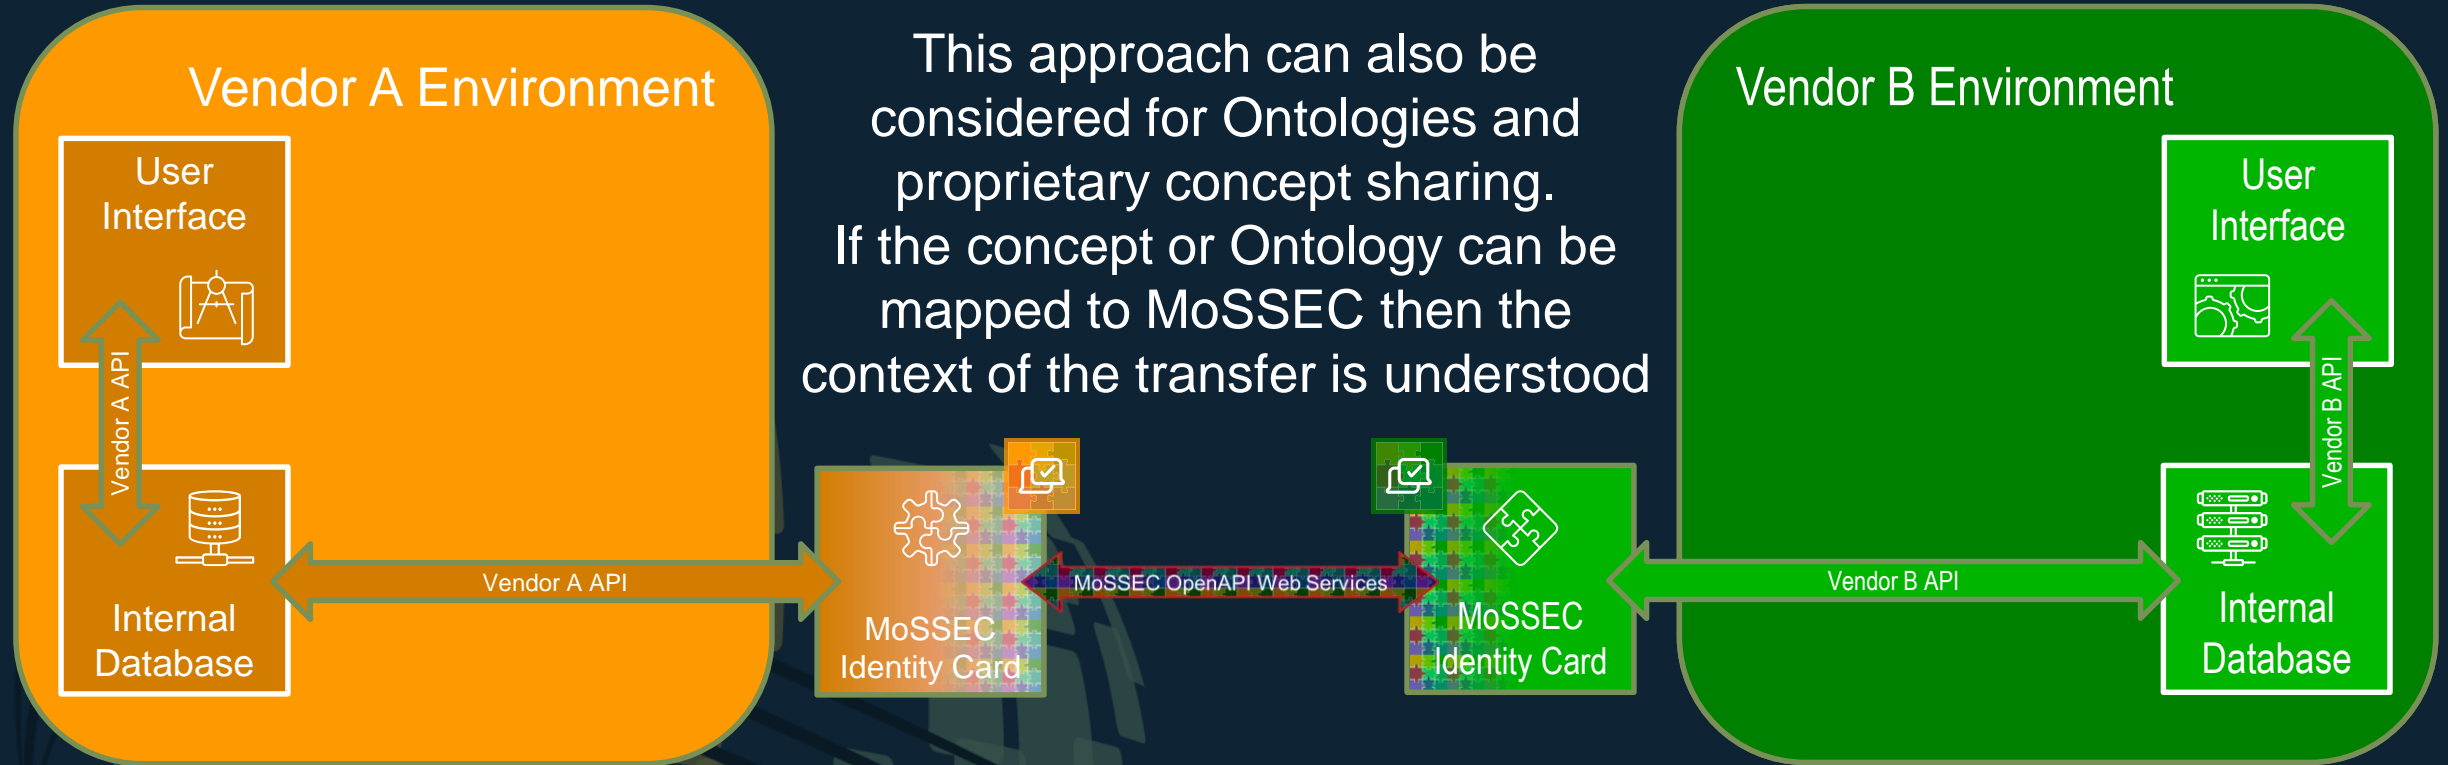 Vendor A Environment
User
Interface
Vendor A API
Internal
Database
Vendor A API
This approach can also be
considered for Ontologies and
proprietary concept sharing.
If the concept or Ontology can be
mapped to MoSSEC then the
context of the transfer is understood
MoSSEC
Identity Card
MoSSEC OpenAPI Web Services
MoSSEC
Identity Card
Vendor B Environment
User
Interface
Vendor B API
Vendor B API
Internal
Database